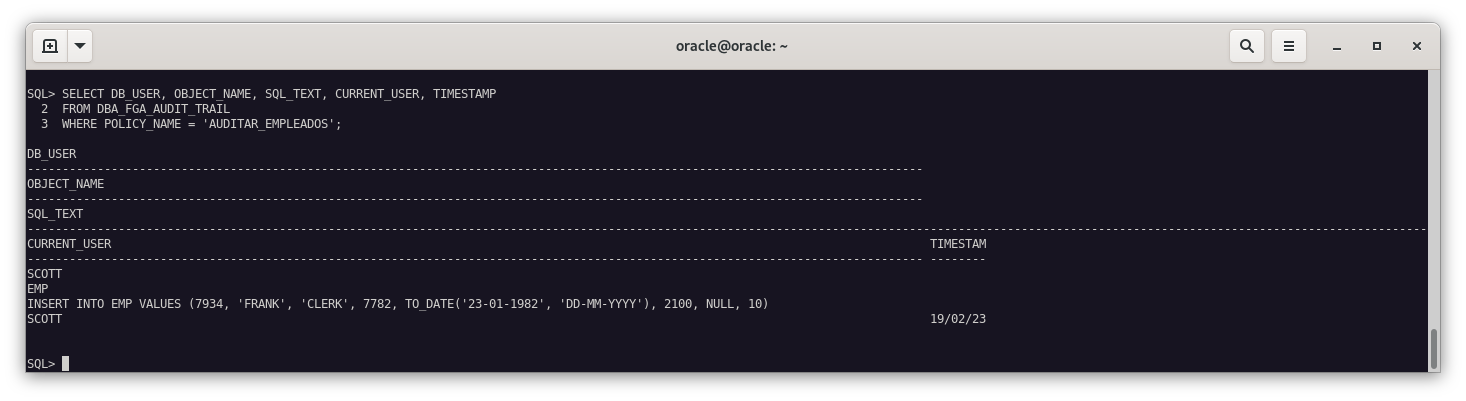 oracle@oracle: ~
SQL> SELECT DB_USER, OBJECT_NAME, SQL_TEXT, CURRENT_USER, TIMESTAMP
  2  FROM DBA_FGA_AUDIT_TRAIL
  3  WHERE POLICY_NAME = 'AUDITAR_EMPLEADOS';
DB_USER
--------------------------------------------------------------------------------------------------------------------------------
OBJECT_NAME
--------------------------------------------------------------------------------------------------------------------------------
SQL_TEXT
--------------------------------------------------------------------------------------------------------------------------------------------------------------------------------------------------------
CURRENT_USER                                                                                                                     TIMESTAM
-------------------------------------------------------------------------------------------------------------------------------- --------
SCOTT
EMP
INSERT INTO EMP VALUES (7934, 'FRANK', 'CLERK', 7782, TO_DATE('23-01-1982', 'DD-MM-YYYY'), 2100, NULL, 10)
SCOTT                                                                                                                            19/02/23
SQL>